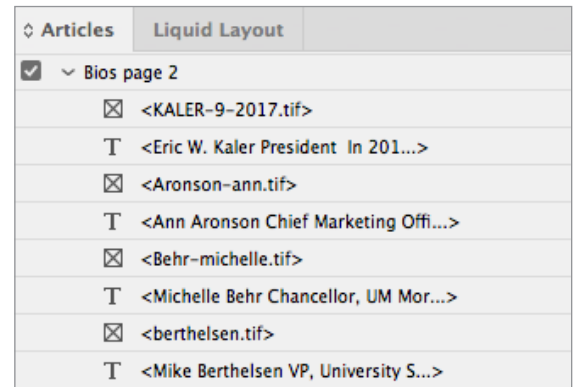 Articles Liquid Layout
Bios page 2
<KALER-9-2017.tif>
T <Eric W. Kaler President In 201...>
<Aronson-ann.tif>
T <Ann Aronson Chief Marketing Offi...>
<Behr-michelle.tif>
T <Michelle Behr Chancellor, UM Mor...>
<berthelsen.tif>
T <Mike Berthelsen VP, University S...>